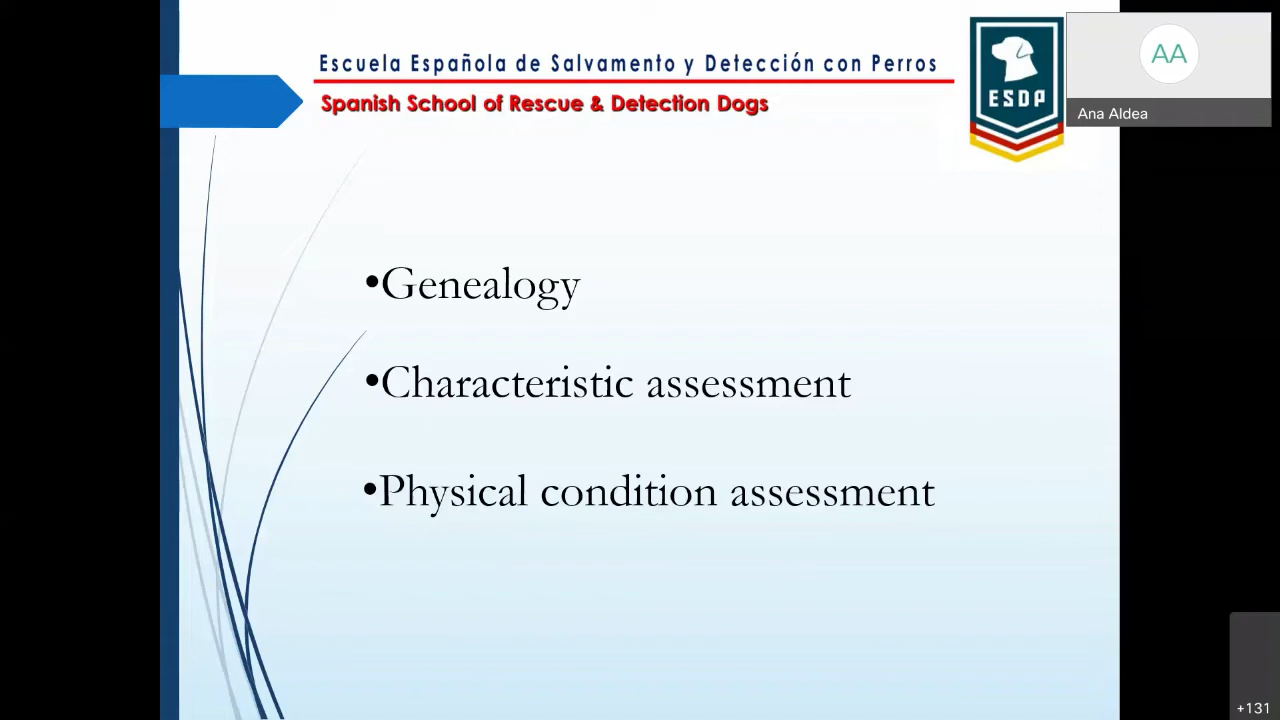 Escuela Española de Salvamento y Detección con Perros
Spanish School of Rescue & Detection Dogs
ESDP
AA
Ana Aldea
•Genealogy
•Characteristic assessment
•Physical condition assessment
+131